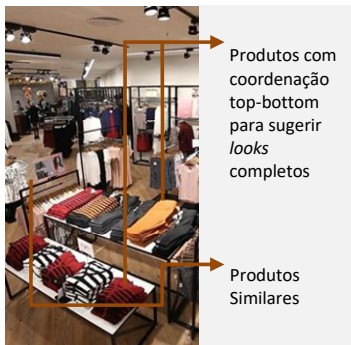 Produtos com
coordenação
top-bottom
para sugerir
looks
completos
Produtos
Similares